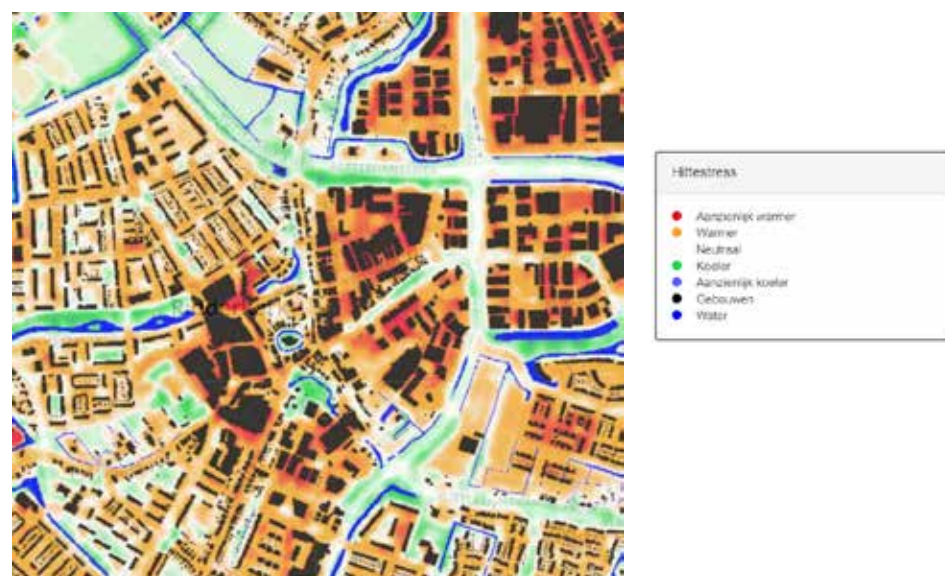 Hittestress
Aanzienlijk warmer
Warmer
Neutraal
Koeler
Aanzienlijk koeler
Gebouwen
Water